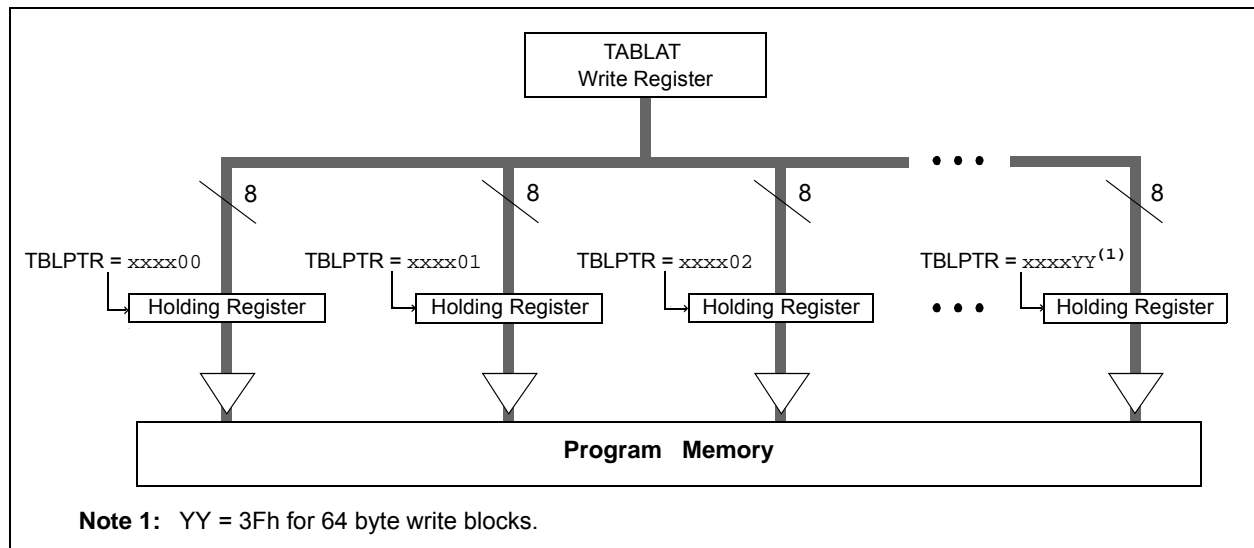 TABLAT
Write Register
8 8 8 8
TBLPTR = xxxx00 TBLPTR = xxxx01 TBLPTR = xxxx02 TBLPTR = xxxxYY(1)
Holding Register Holding Register Holding Register Holding Register
Program Memory
Note 1: YY = 3Fh for 64 byte write blocks.